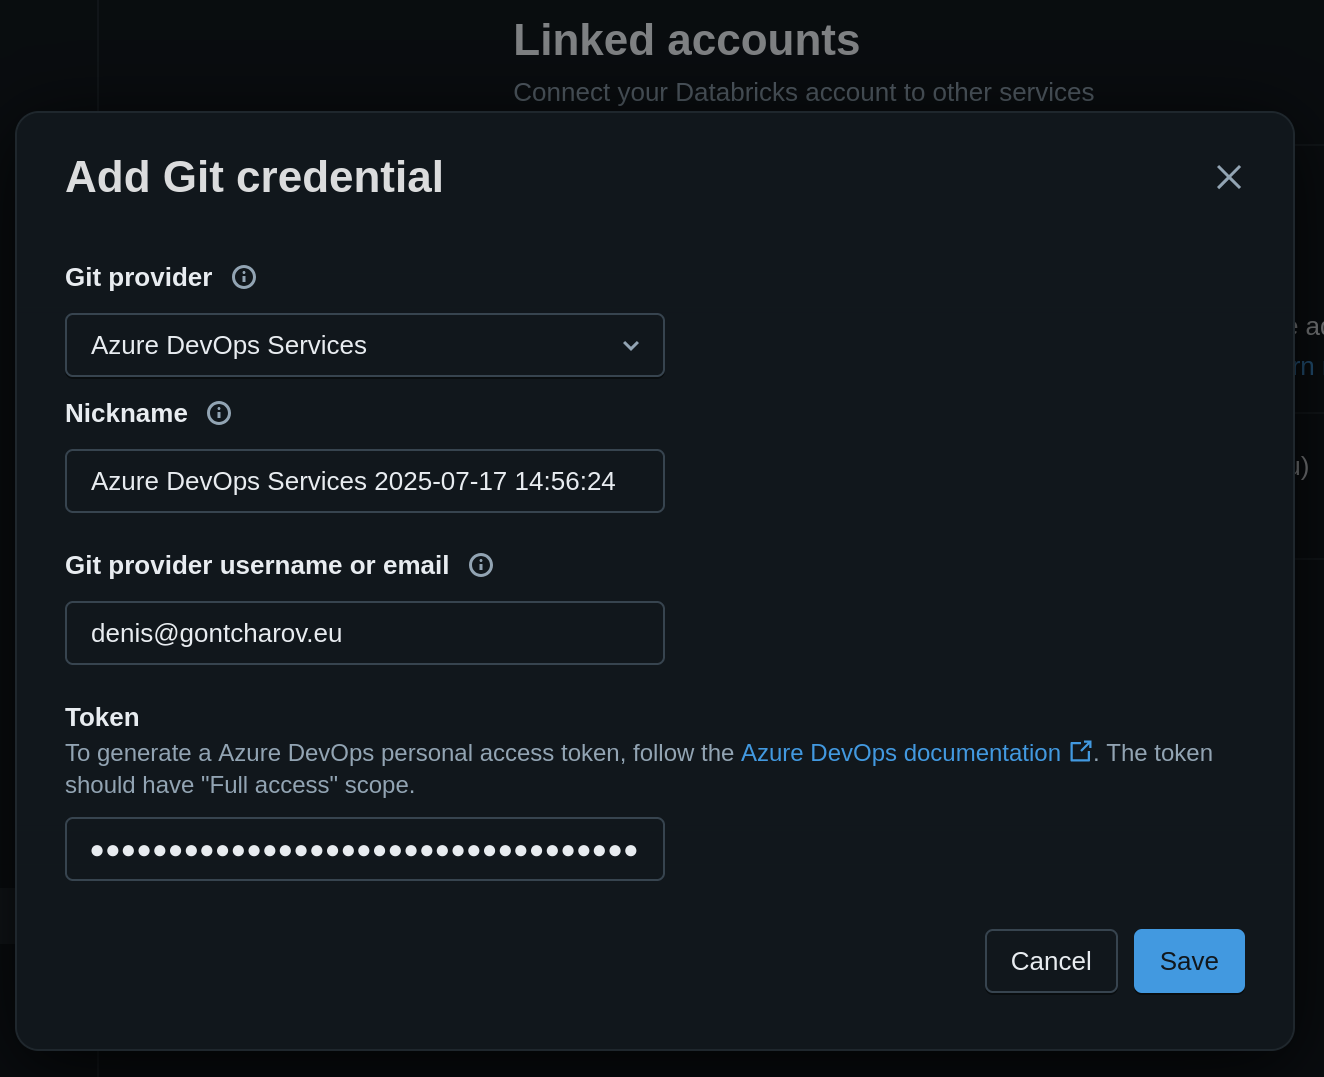 Linked accounts
Connect your Databricks account to other services
Add Git credential
Git provider
Azure DevOps Services
Nickname
Azure DevOps Services 2025-07-17 14:56:24
Git provider username or email
denis@gontcharov.eu
Token
To generate a Azure DevOps personal access token, follow the Azure DevOps documentation. The token
should have "Full access" scope.
●●●●●●●●●●●●●●●●●●●●●●●●●●●●●●●●●●●
Cancel
Save